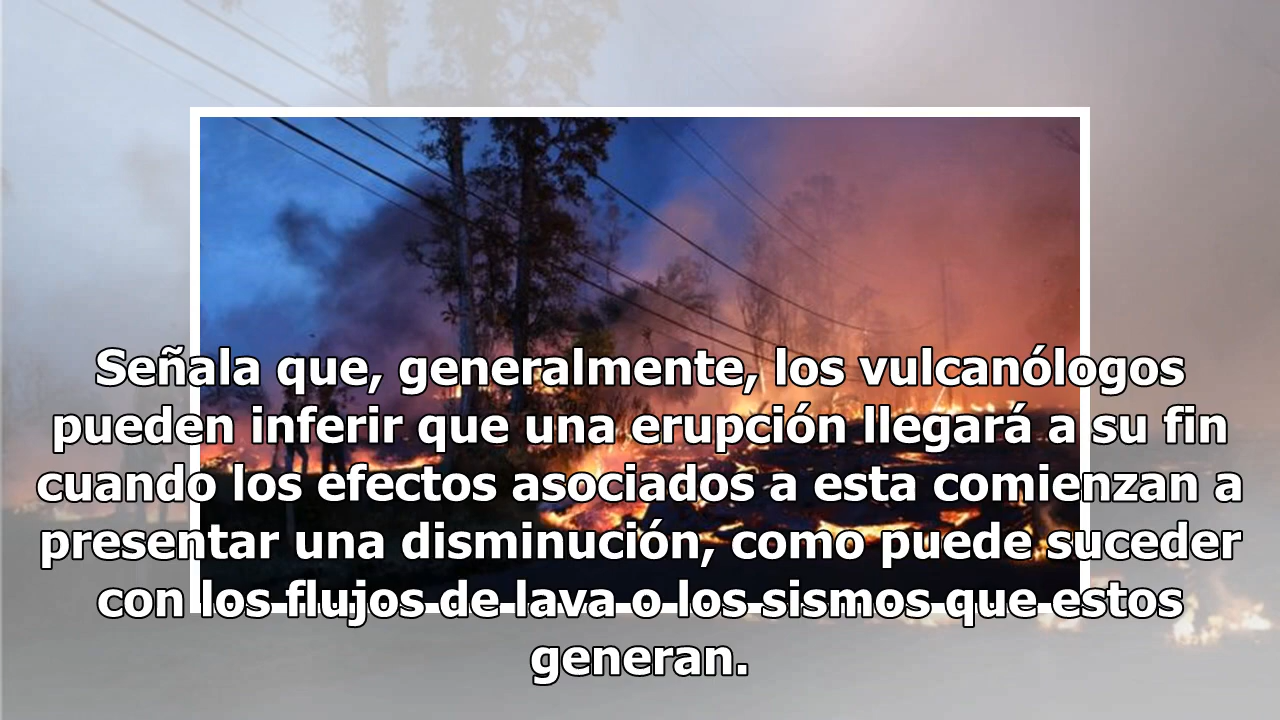 Señala que, generalmente, los vulcanólogos
pueden inferir que una erupción llegará a su fin
cuando los efectos asociados a esta comienzan a
presentar una disminución, como puede suceder
con los flujos de lava o los sismos que estos
generan.